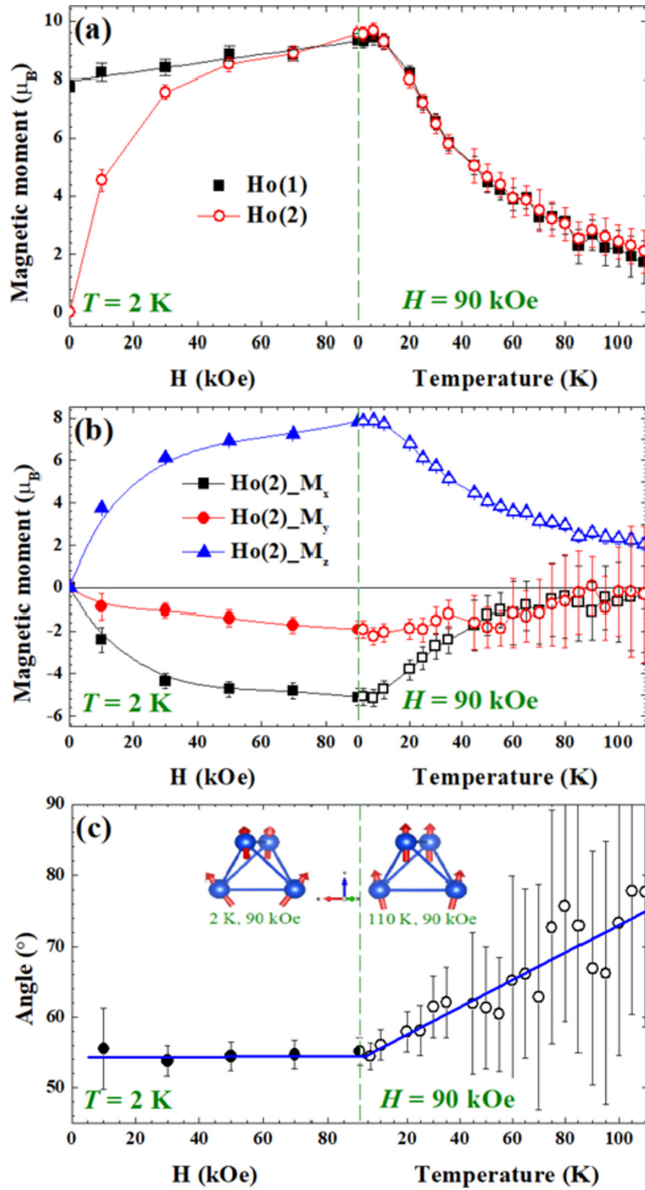 (a)
Magnetic moment (μB)
10
8
6
4
2
0
Ho(1)
Ho(2)
T = 2 K
H = 90 kOe
0 20 40 60 80 0 20 40 60 80 100
H (kOe)
Temperature (K)
(b)
Magnetic moment (μB)
8
6
4
2
0
-2
-4
-6
Ho(2)_Mx
Ho(2)_My
Ho(2)_Mz
T = 2 K
H = 90 kOe
0 20 40 60 80 0 20 40 60 80 100
H (kOe)
Temperature (K)
(c)
Angle (°)
90
80
70
60
50
2 K, 90 kOe
110 K, 90 kOe
T = 2 K
H = 90 kOe
0 20 40 60 80 0 20 40 60 80 100
H (kOe)
Temperature (K)